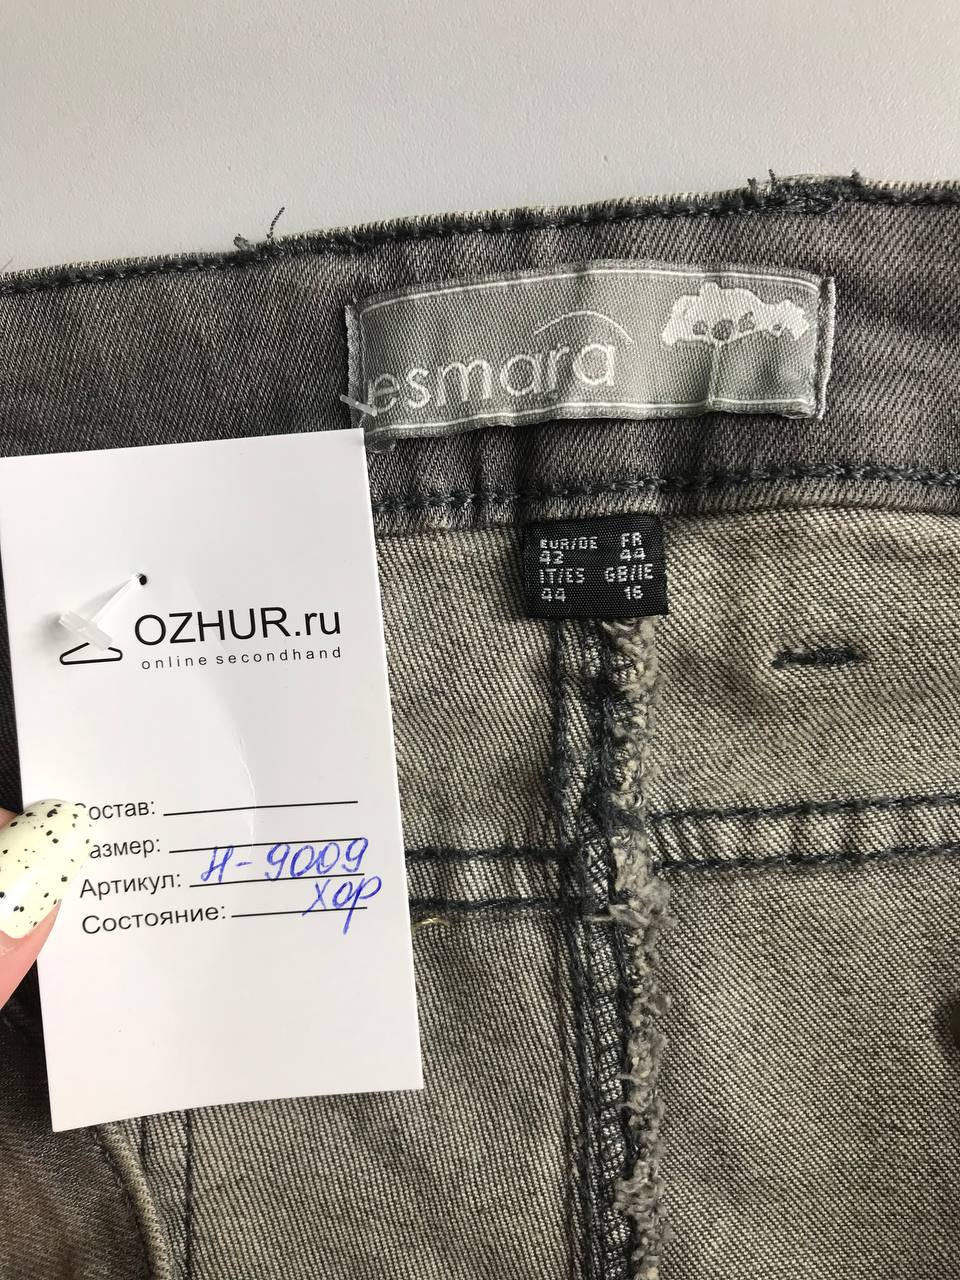 esmara
EUR/DE FR
42 44
IT/ES GB/IE
44 16
OZHUR.ru
online secondhand
Состав:
азмер:
Артикул: Н-9009
Состояние: хор